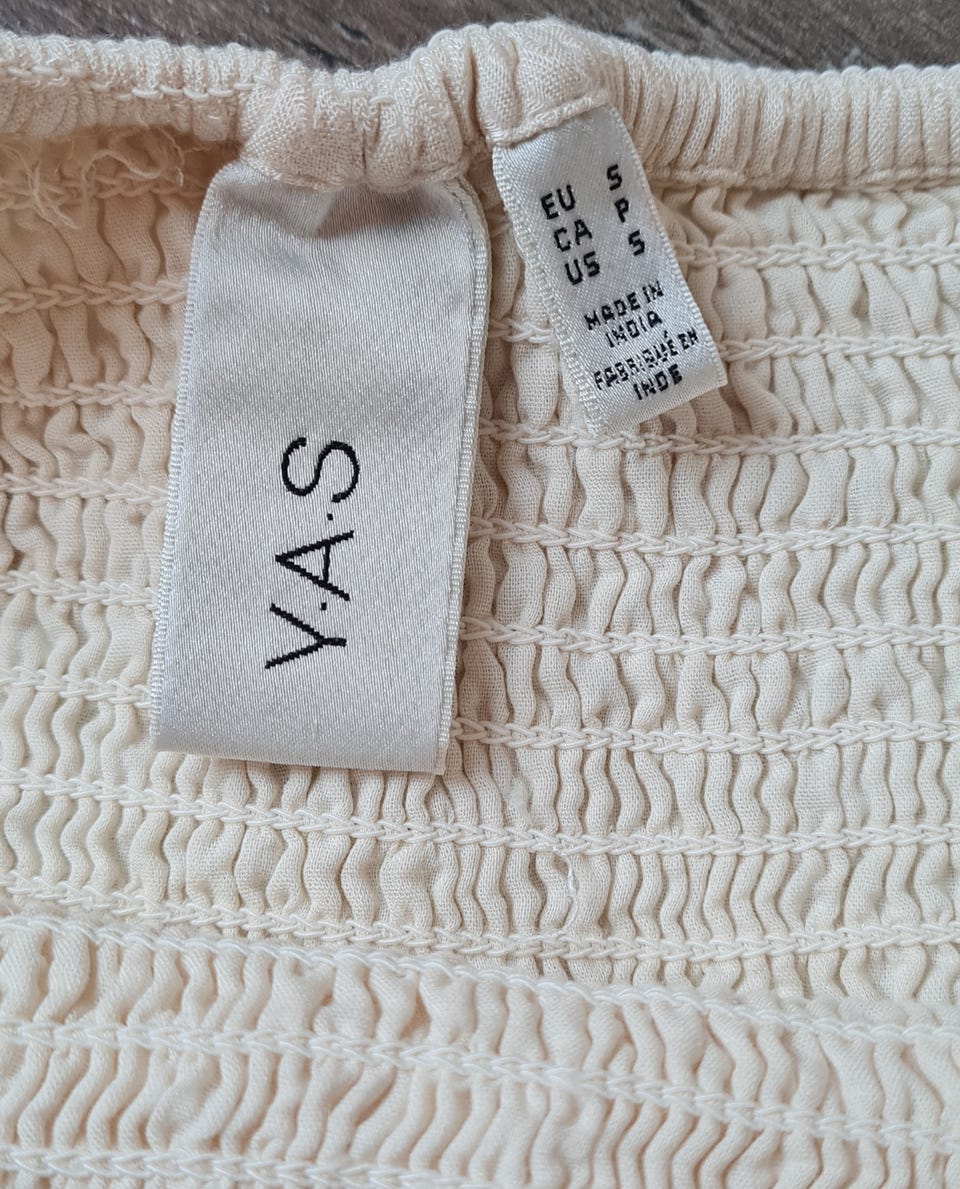 Y.A.S
EU S
CA P
US S
MADE IN
INDIA
FABRIQUÉ EN
INDE